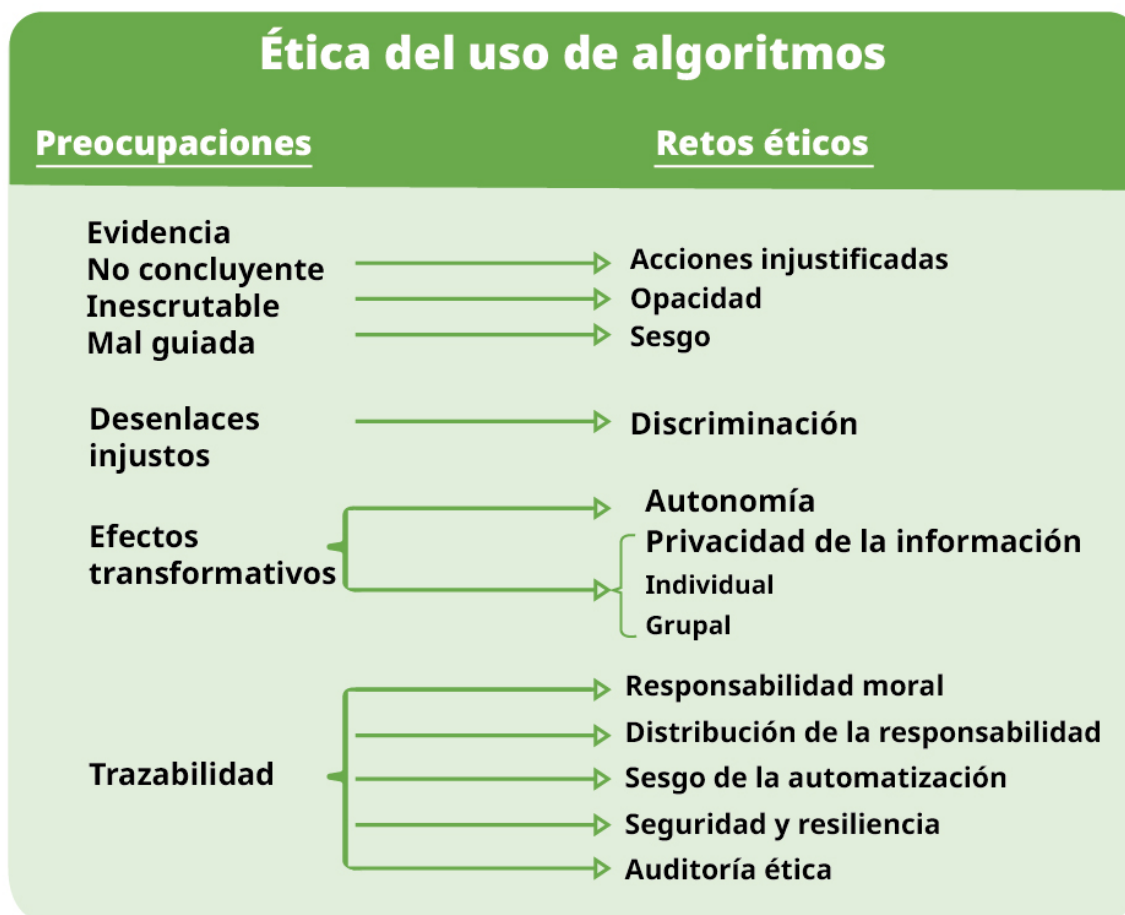 Ética del uso de algoritmos
Preocupaciones
Retos éticos
Evidencia
No concluyente
Acciones injustificadas
Inescrutable
Opacidad
Mal guiada
Sesgo
Desenlaces
injustos
Discriminación
Efectos
transformativos
Autonomía
Privacidad de la información
Individual
Grupal
Trazabilidad
Responsabilidad moral
Distribución de la responsabilidad
Sesgo de la automatización
Seguridad y resiliencia
Auditoría ética